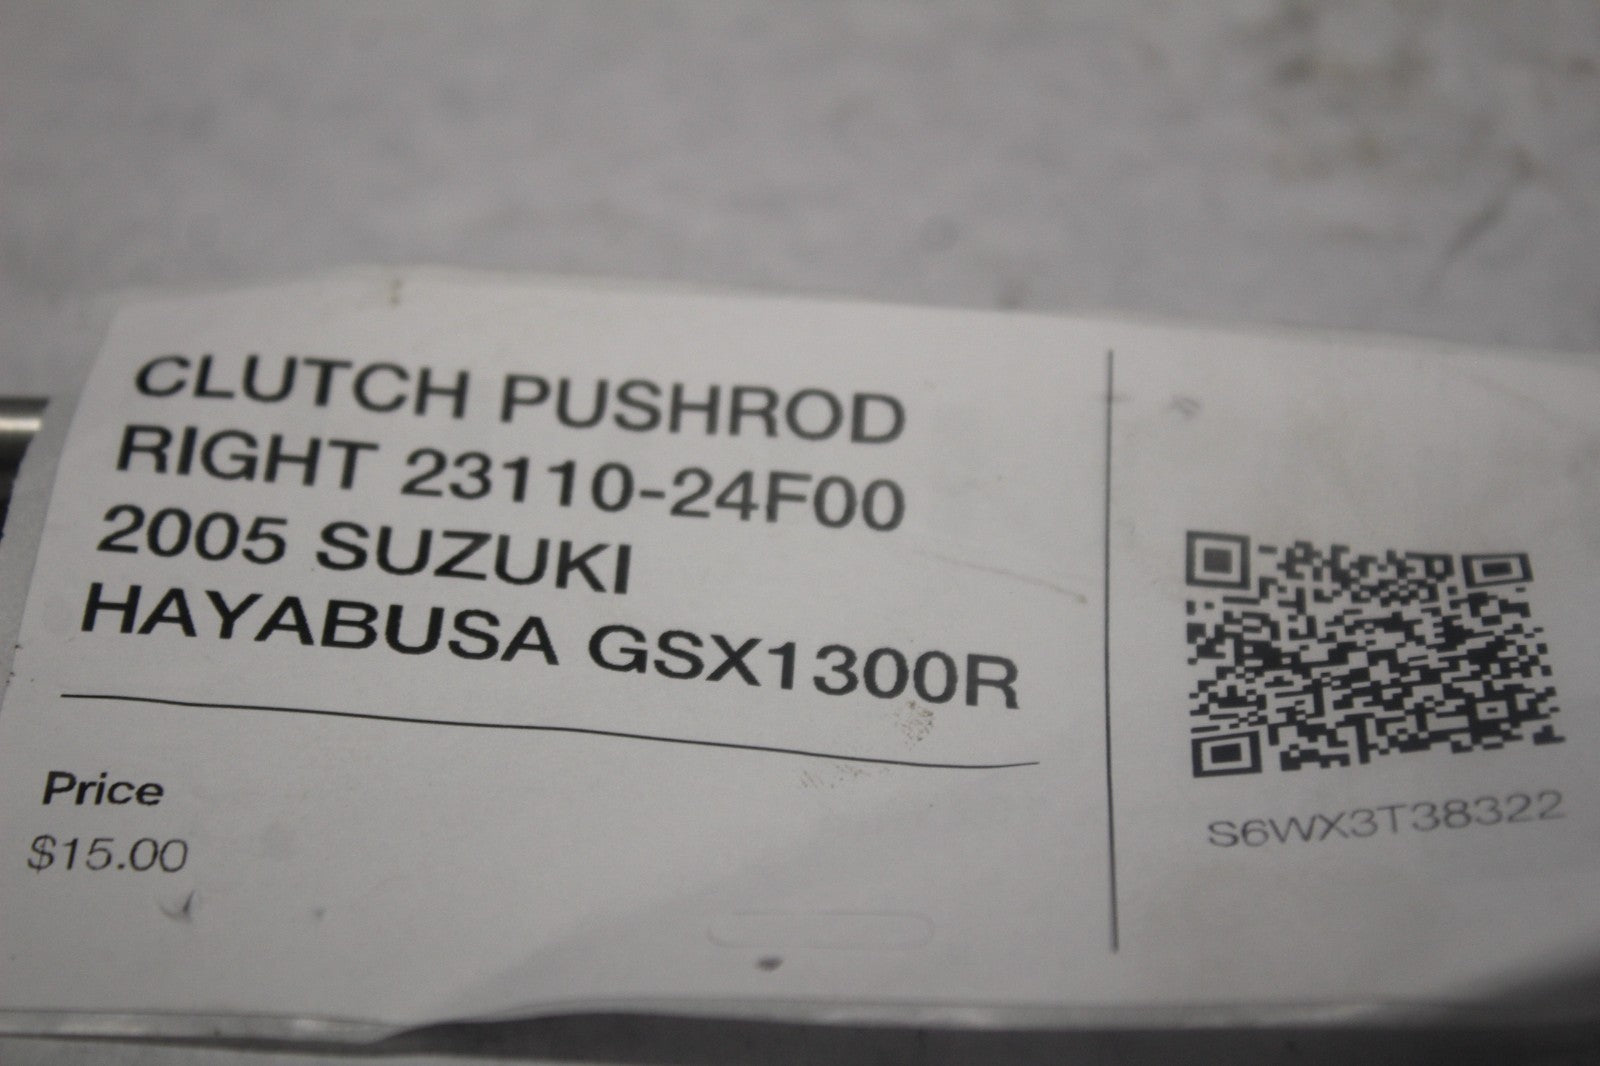 CLUTCH PUSHROD
RIGHT 23110-24F00
2005 SUZUKI
HAYABUSA GSX1300R
Price
$15.00
S6WX3T38322